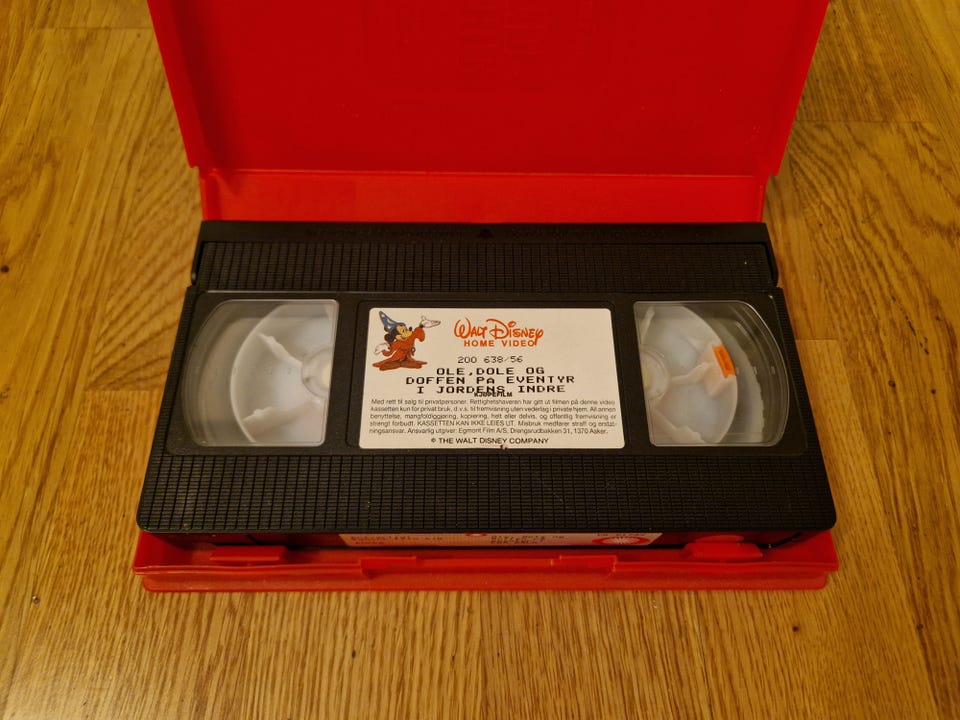 WALT DISNEY
HOME VIDEO
200 638/56
OLE,DOLE OG
DOFFEN PA EVENTYR
I JORDENS INDRE
KJØPEFILM
Med rett til salg til privatpersoner. Rettighetshaveren har gitt ut filmen på denne video
kassetten kun for privat bruk, d.v.s. til fremvisning uten vederlag i private hjem. All annen
benyttelse, mangfoldiggjøring, kopiering, helt eller delvis, og offentlig fremvisning er
strengt forbudt. KASSETTEN KAN IKKE LEIES UT. Misbruk medfører straff og erstat-
ningsansvar. Ansvarlig utgiver: Egmont Film A/S, Drengsrudbakken 31, 1370 Asker.
© THE WALT DISNEY COMPANY